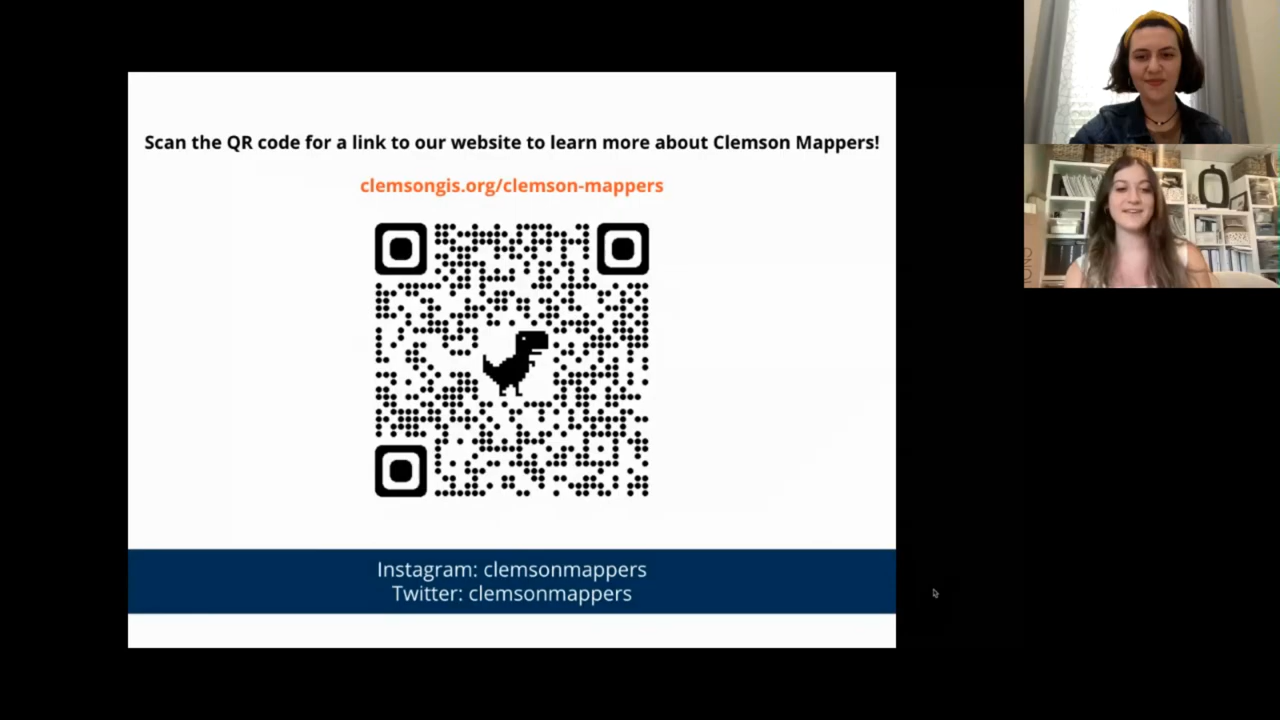 Scan the QR code for a link to our website to learn more about Clemson Mappers!
clemsongis.org/clemson-mappers
Instagram: clemsonmappers
Twitter: clemsonmappers